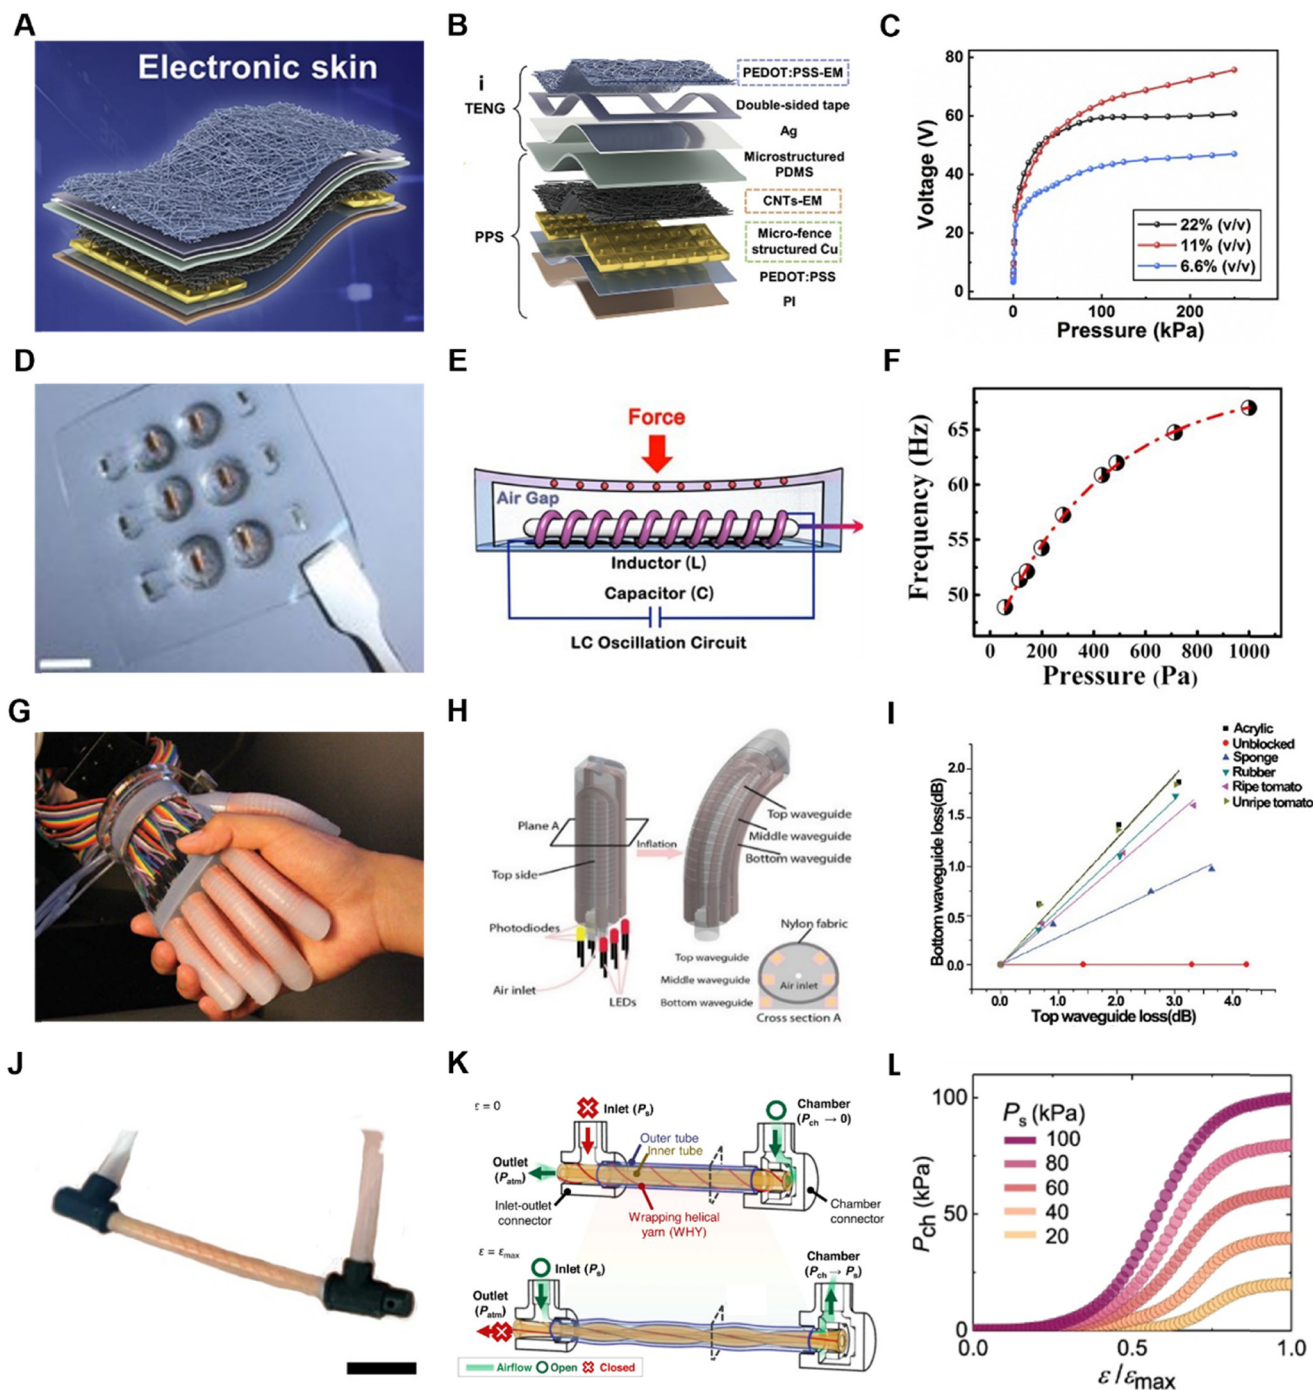 A
Electronic skin
B
i
TENG
PPS
PEDOT:PSS-EM
Double-sided tape
Ag
Microstructured
PDMS
CNTs-EM
Micro-fence
structured Cu
PEDOT:PSS
PI
C
Voltage (V)
80
60
40
20
0
22% (v/v)
11% (v/v)
6.6% (v/v)
0
100
200
Pressure (kPa)
D
E
Force
Air Gap
Inductor (L)
Capacitor (C)
LC Oscillation Circuit
F
Frequency (Hz)
65
60
55
50
0 200 400 600 800 1000
Pressure (Pa)
G
H
Plane A
Top side
Photodiodes
Air inlet
LEDs
Inflation
Top waveguide
Middle waveguide
Bottom waveguide
Nylon fabric
Top waveguide
Middle waveguide
Bottom waveguide
Air inlet
Cross section A
I
Acrylic
Unblocked
Sponge
Rubber
Ripe tomato
Unripe tomato
Bottom waveguide loss(dB)
2.0
1.5
1.0
0.5
0.0
0.0 1.0 2.0 3.0 4.0
Top waveguide loss(dB)
J
K
ε = 0
Inlet (Ps)
Chamber
(Pch → 0)
Outer tube
Inner tube
Outlet
(Patm)
Inlet-outlet
connector
Wrapping helical
yarn (WHY)
Chamber
connector
ε = εmax
Inlet (Ps)
Chamber
(Pch → Ps)
Outlet
(Patm)
Airflow
Open
Closed
L
Pch (kPa)
100
50
0
Ps (kPa)
100
80
60
40
20
0
0.5
1.0
ε/εmax